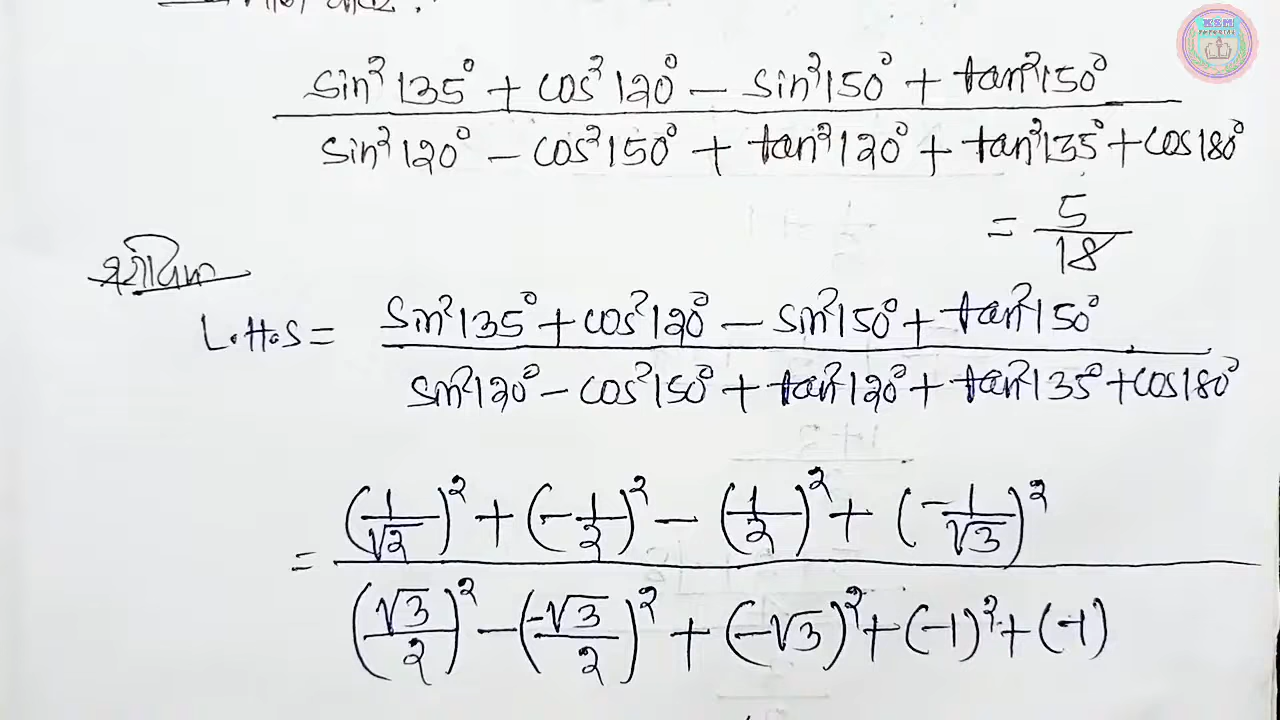 KSM
sin²135° + cos²120° − sin²150° + tan²150°
sin²120° − cos²150° + tan²120° + tan²135° + cos180°
= 5/18
L.H.S =
sin²135° + cos²120° − sin²150° + tan²150°
sin²120° − cos²150° + tan²120° + tan²135° + cos180°
= (1/√2)² + (−1/2)² − (1/2)² + (−1/√3)²
(√3/2)² − (−√3/2)² + (−√3)² + (−1)² + (−1)